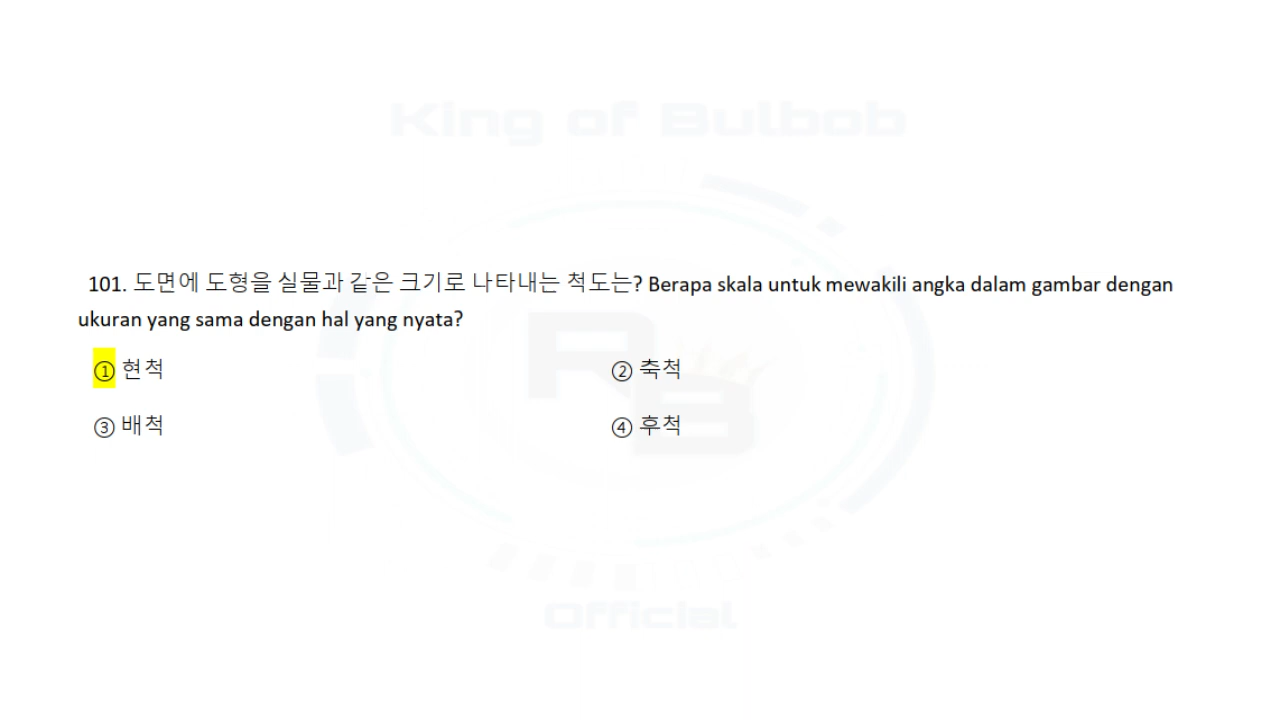 King of Bulbob
101. 도면에 도형을 실물과 같은 크기로 나타내는 척도는? Berapa skala untuk mewakili angka dalam gambar dengan
ukuran yang sama dengan hal yang nyata?
① 현척 ② 축척
③ 배척 ④ 후척
RB
Official